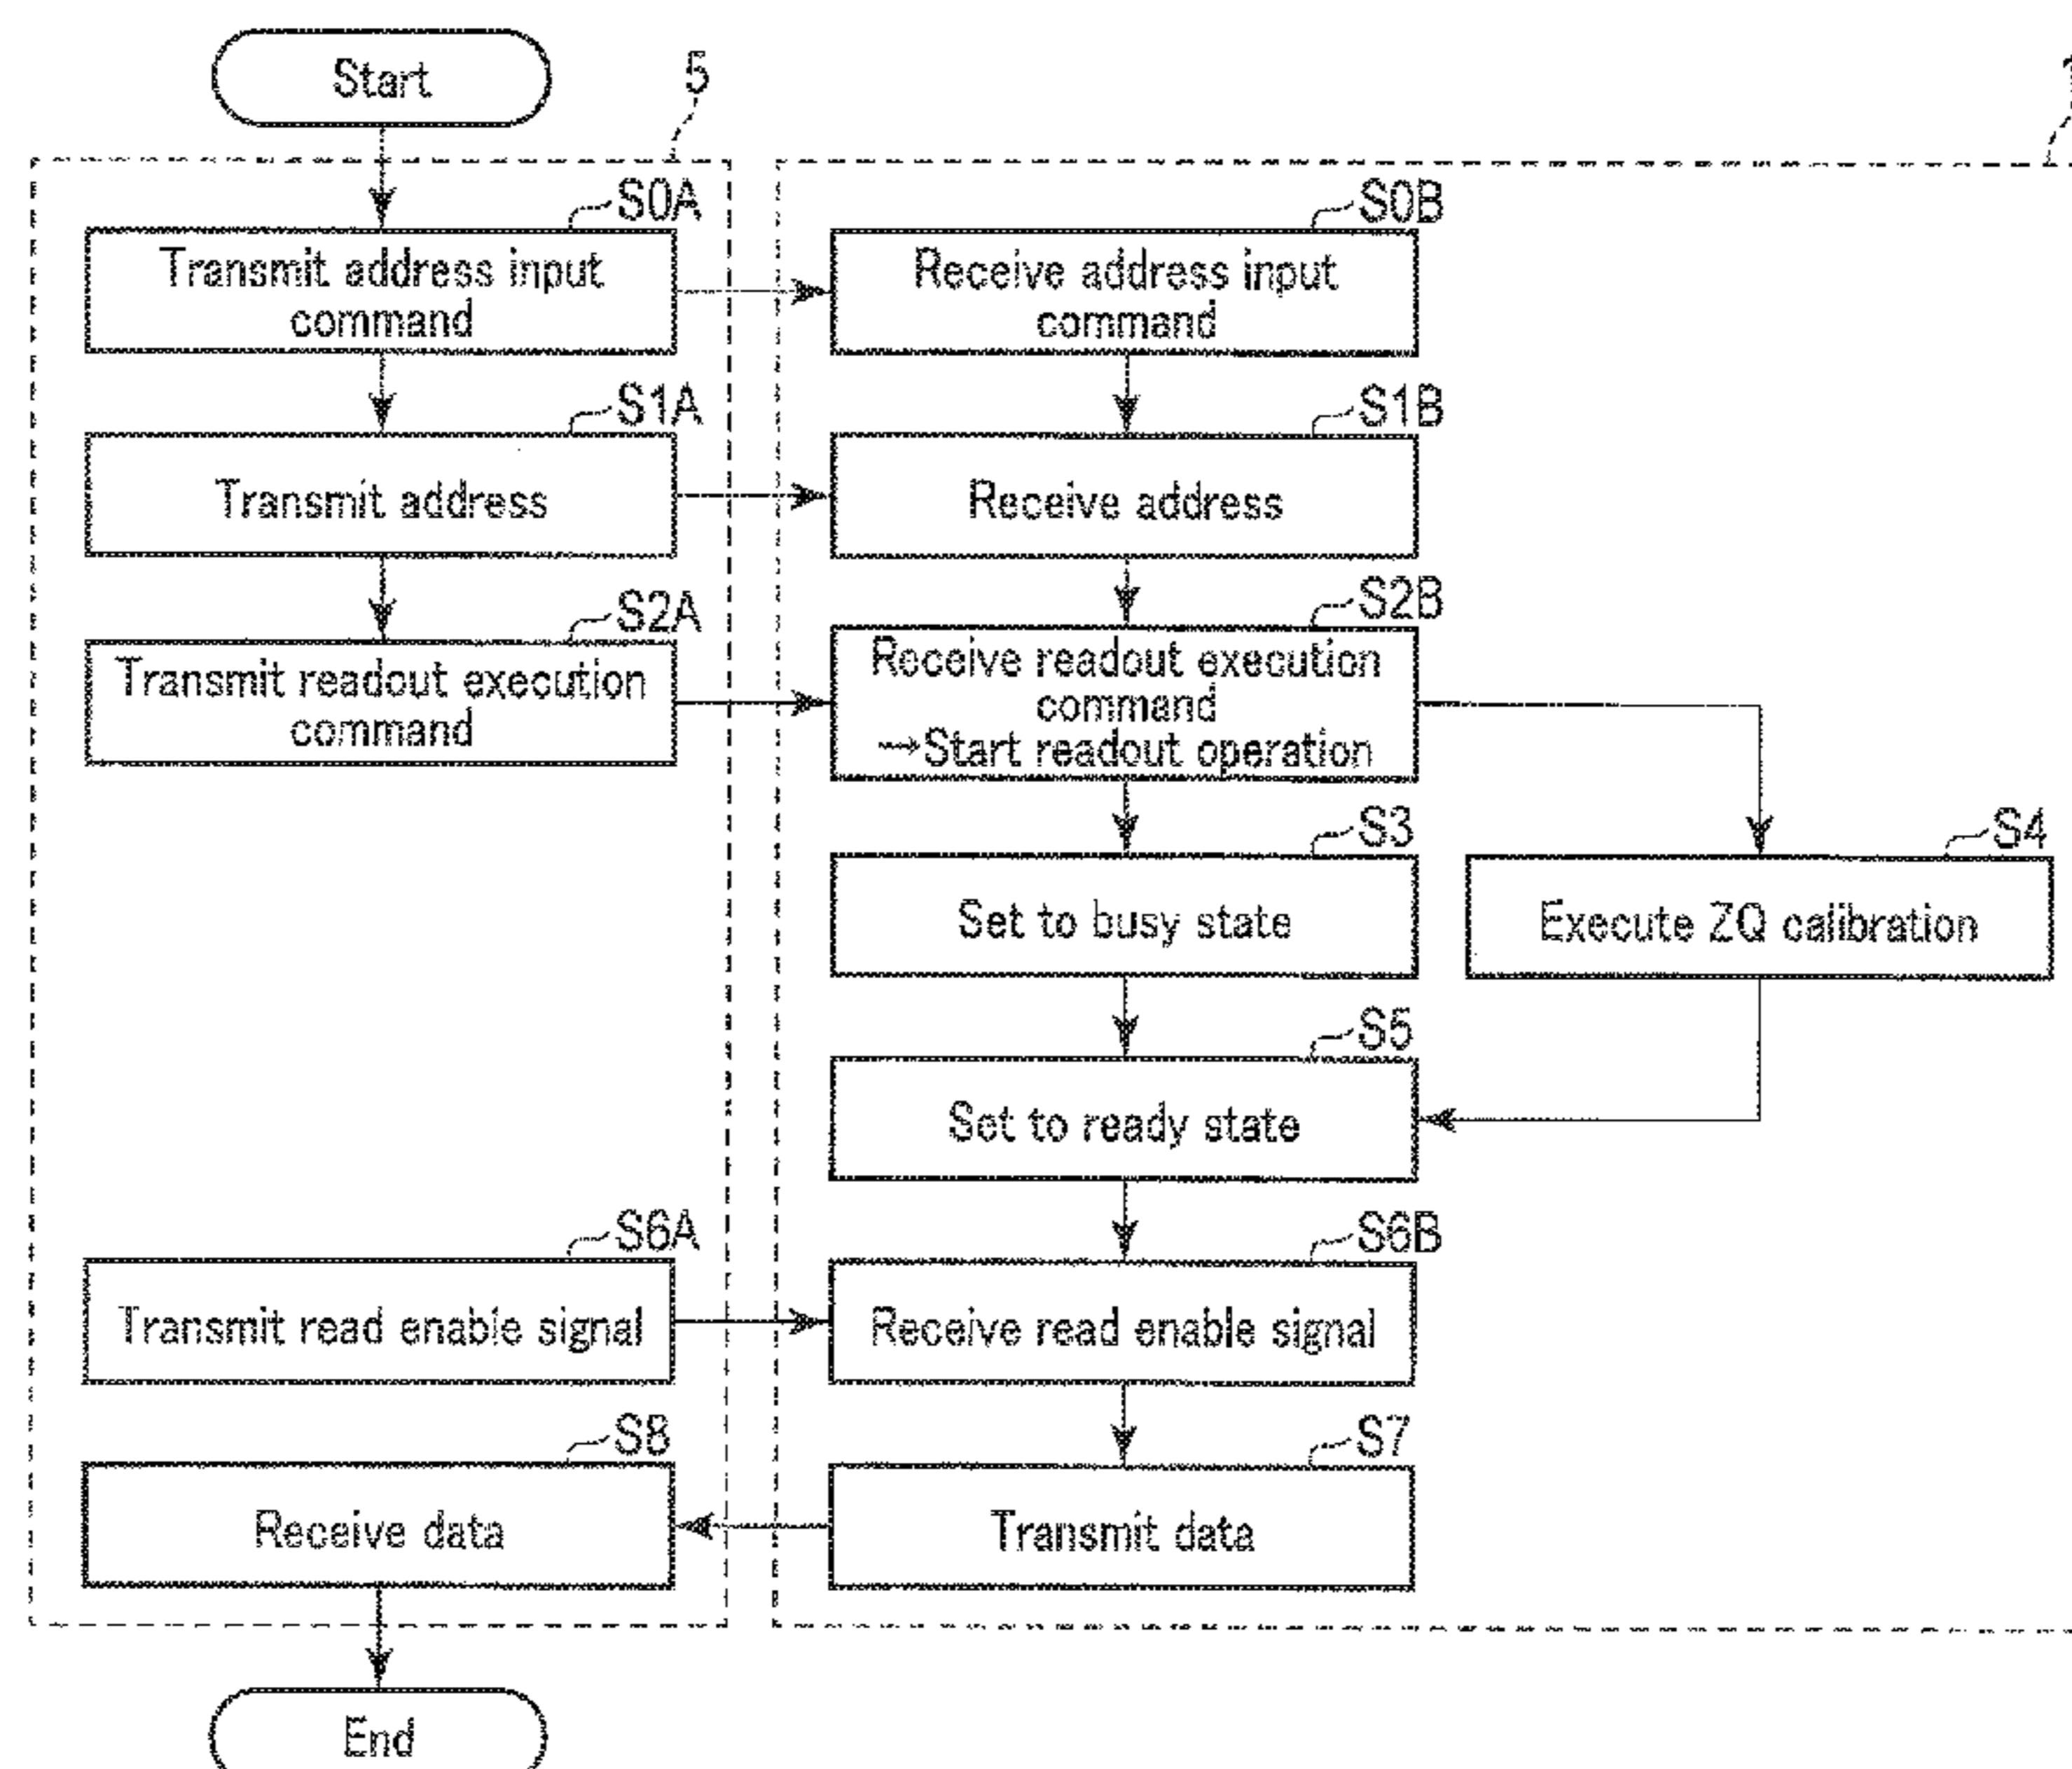 Start
5
1
S0A
S0B
Transmit address input
command
Receive address input
command
S1A
S1B
Transmit address
Receive address
S2A
S2B
Transmit readout execution
command
Receive readout execution
command
→Start readout operation
S3
S4
Set to busy state
Execute ZQ calibration
S5
Set to ready state
S6A
S6B
Transmit read enable signal
Receive read enable signal
S8
S7
Receive data
Transmit data
End